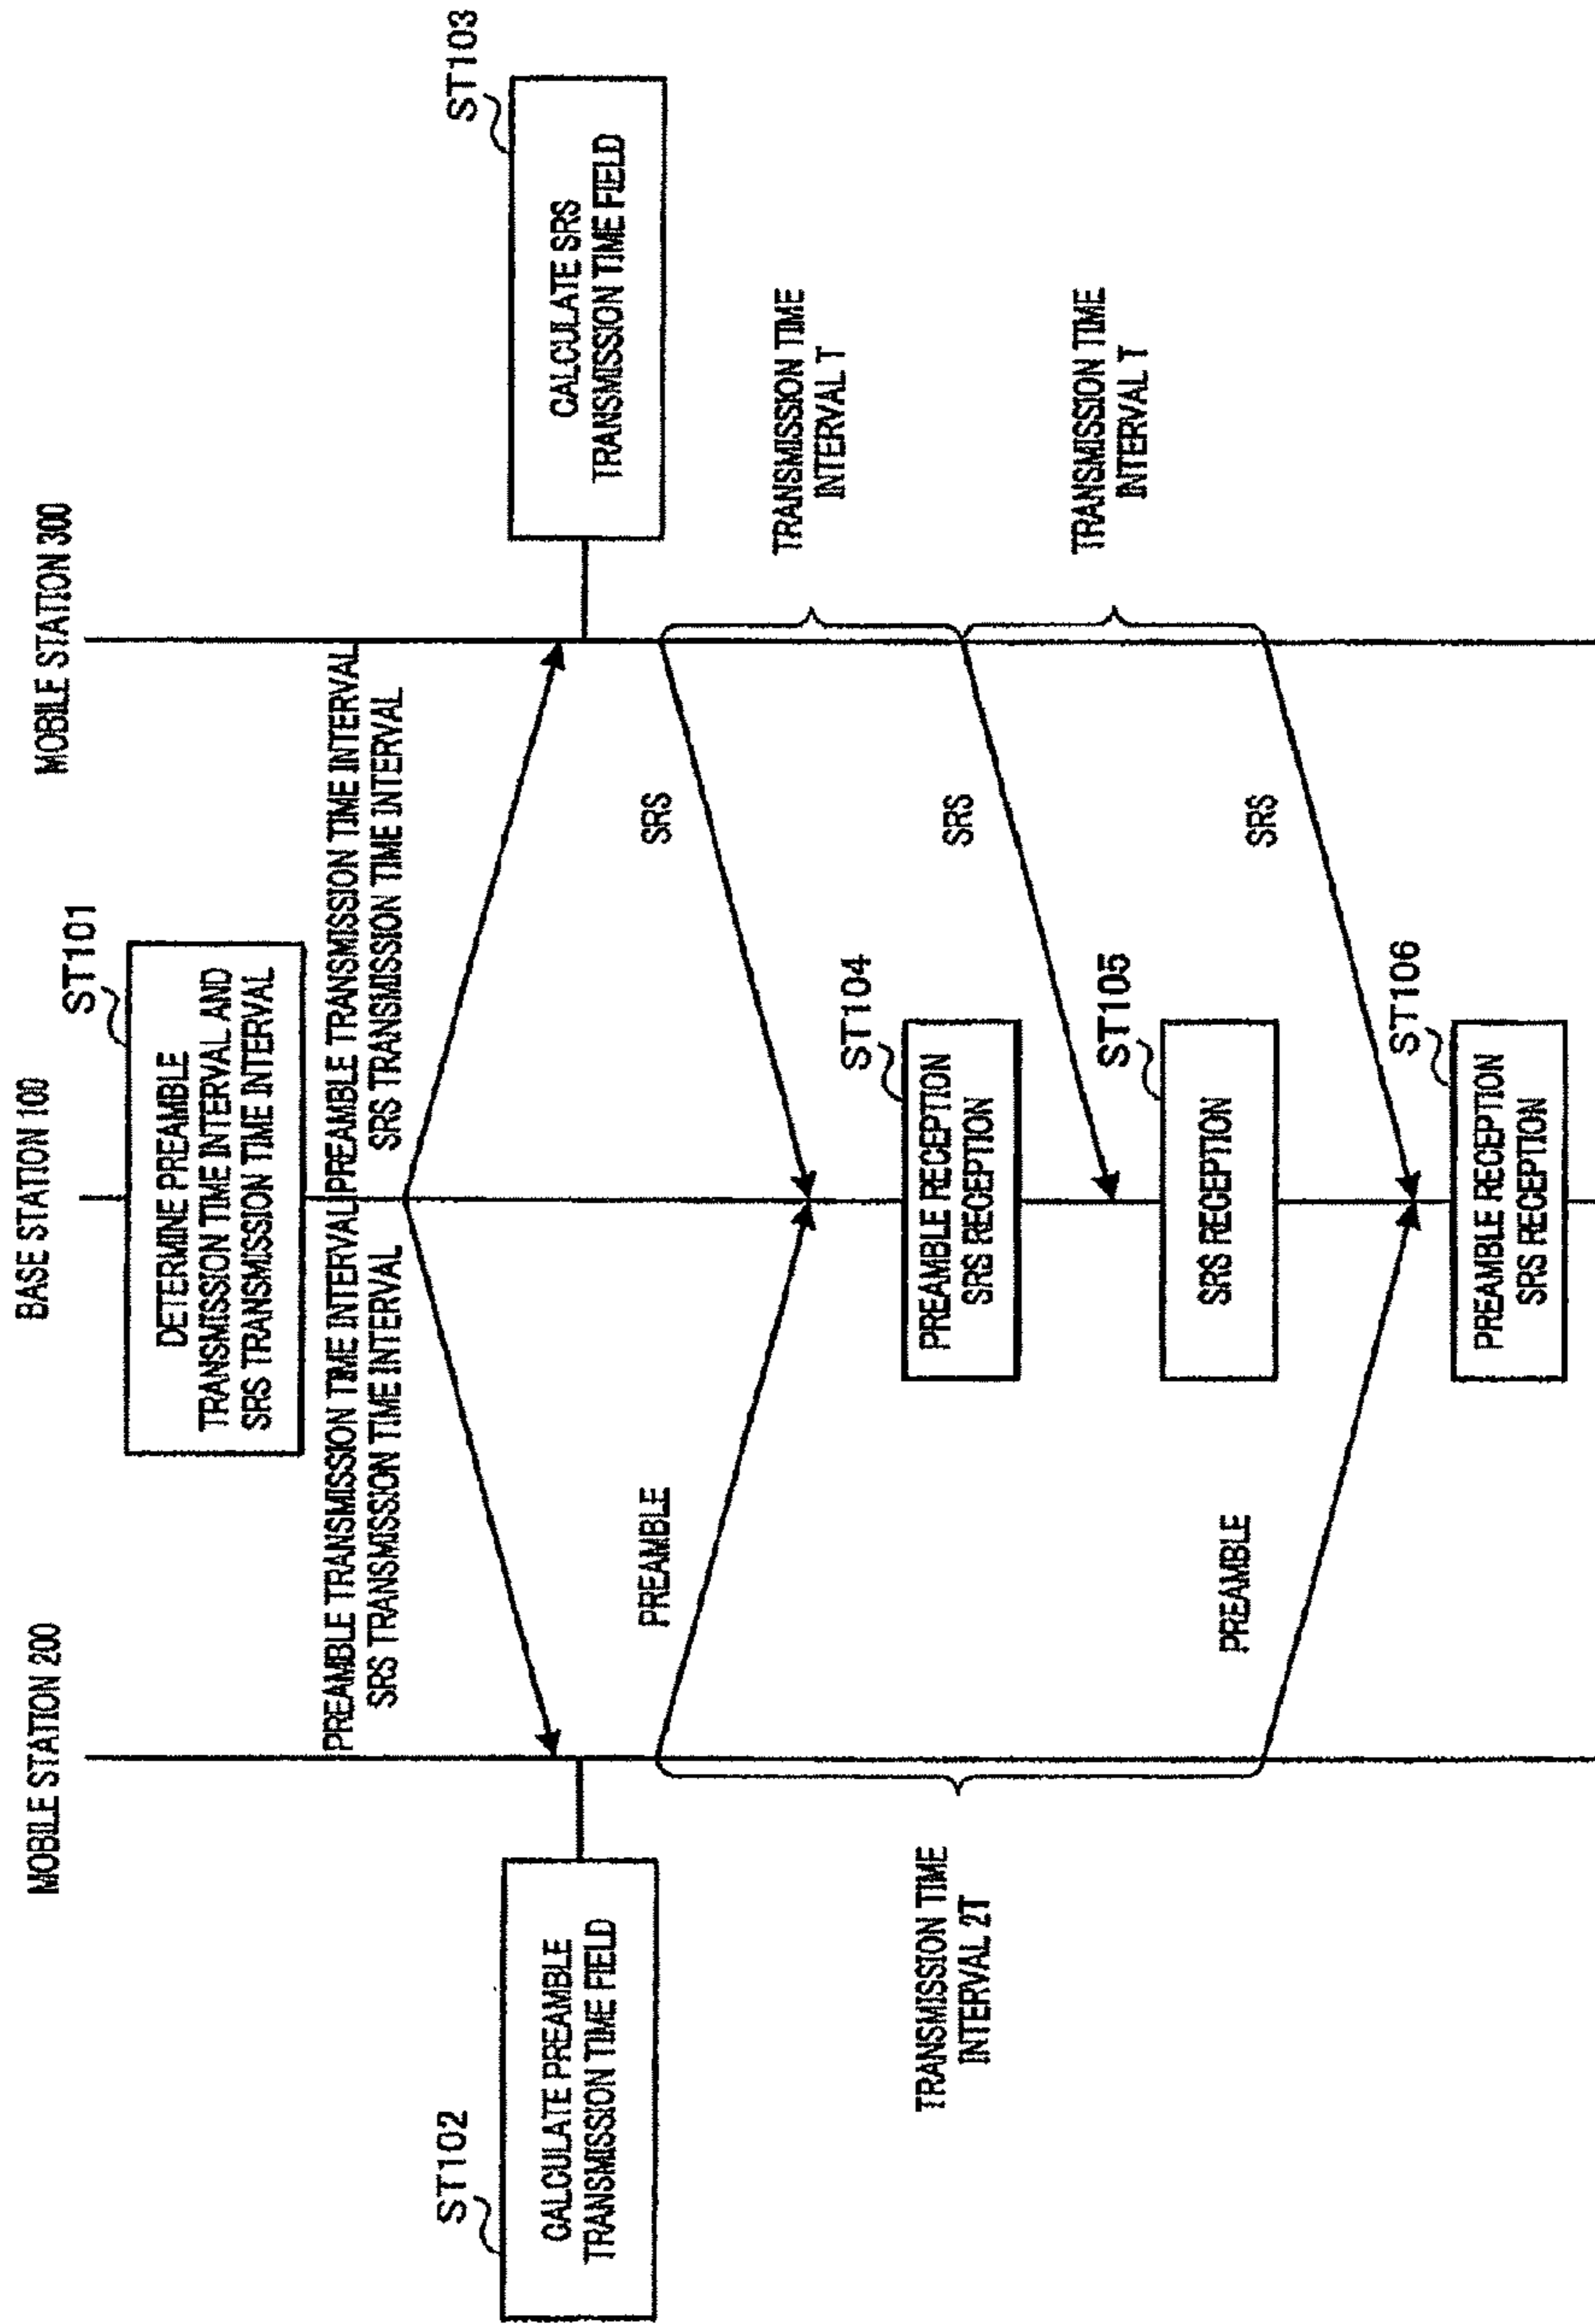 MOBILE STATION 200
BASE STATION 100
MOBILE STATION 300
ST101
DETERMINE PREAMBLE
TRANSMISSION TIME INTERVAL AND
SRS TRANSMISSION TIME INTERVAL
PREAMBLE TRANSMISSION TIME INTERVAL
SRS TRANSMISSION TIME INTERVAL
PREAMBLE TRANSMISSION TIME INTERVAL
SRS TRANSMISSION TIME INTERVAL
ST102
CALCULATE PREAMBLE
TRANSMISSION TIME FIELD
ST103
CALCULATE SRS
TRANSMISSION TIME FIELD
PREAMBLE
SRS
TRANSMISSION TIME
INTERVAL T
ST104
PREAMBLE RECEPTION
SRS RECEPTION
TRANSMISSION TIME
INTERVAL 2T
SRS
TRANSMISSION TIME
INTERVAL T
ST105
SRS RECEPTION
PREAMBLE
SRS
ST106
PREAMBLE RECEPTION
SRS RECEPTION